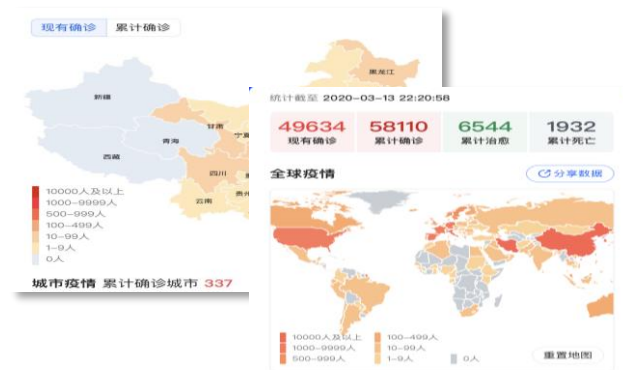 现有确诊 累计确诊
黑龙江
新疆
甘肃
青海
西藏
四川
云南
10000人及以上
1000-9999人
500-999人
100-499人
10-99人
1-9人
0人
城市疫情 累计确诊城市 337
统计截至 2020-03-13 22:20:58
49634 58110 6544 1932
现有确诊 累计确诊 累计治愈 累计死亡
全球疫情 分享数据
10000人及以上 100-499人
1000-9999人 10-99人
500-999人 1-9人 0人
重置地图